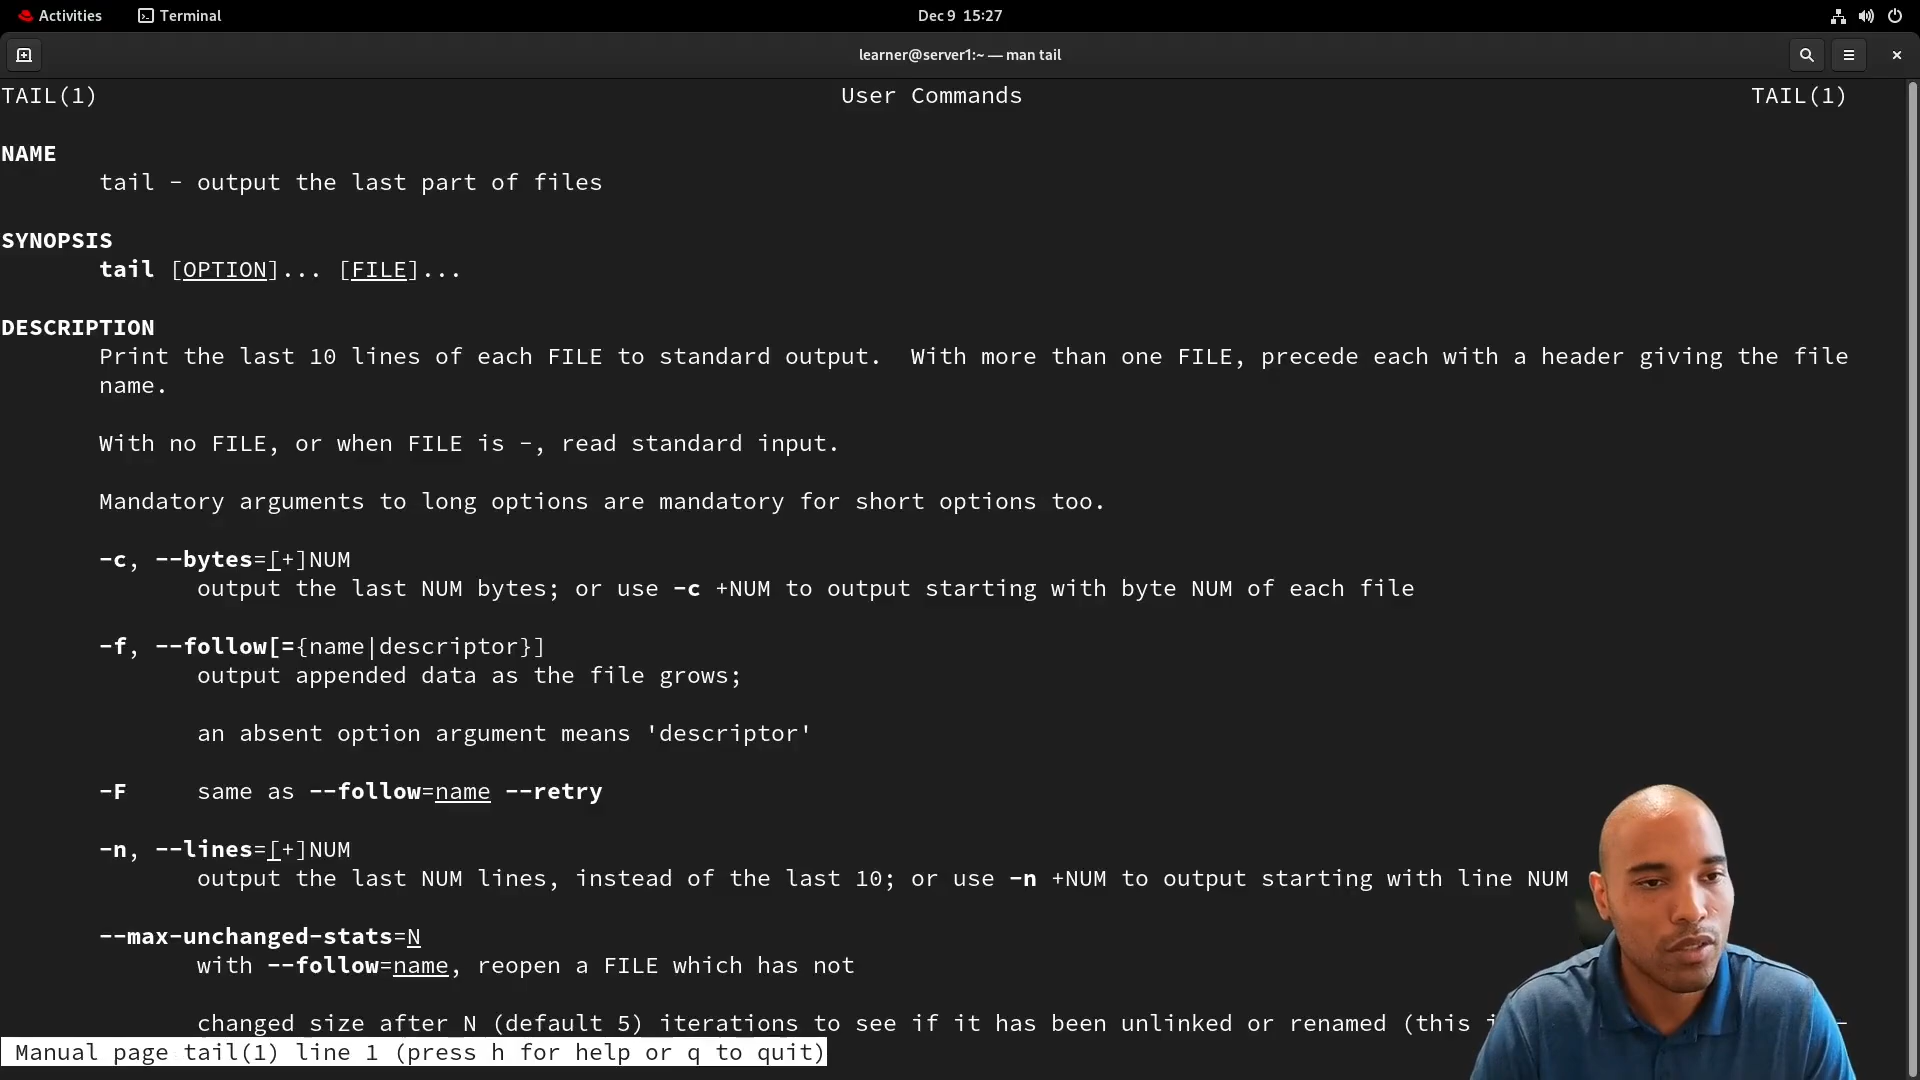 Activities Terminal Dec 9 15:27
learner@server1:~ — man tail
TAIL(1) User Commands TAIL(1)
NAME
tail - output the last part of files
SYNOPSIS
tail [OPTION]... [FILE]...
DESCRIPTION
Print the last 10 lines of each FILE to standard output. With more than one FILE, precede each with a header giving the file
name.
With no FILE, or when FILE is -, read standard input.
Mandatory arguments to long options are mandatory for short options too.
-c, --bytes=[+]NUM
output the last NUM bytes; or use -c +NUM to output starting with byte NUM of each file
-f, --follow[={name|descriptor}]
output appended data as the file grows;
an absent option argument means 'descriptor'
-F same as --follow=name --retry
-n, --lines=[+]NUM
output the last NUM lines, instead of the last 10; or use -n +NUM to output starting with line NUM
--max-unchanged-stats=N
with --follow=name, reopen a FILE which has not
changed size after N (default 5) iterations to see if it has been unlinked or renamed (this
Manual page tail(1) line 1 (press h for help or q to quit)